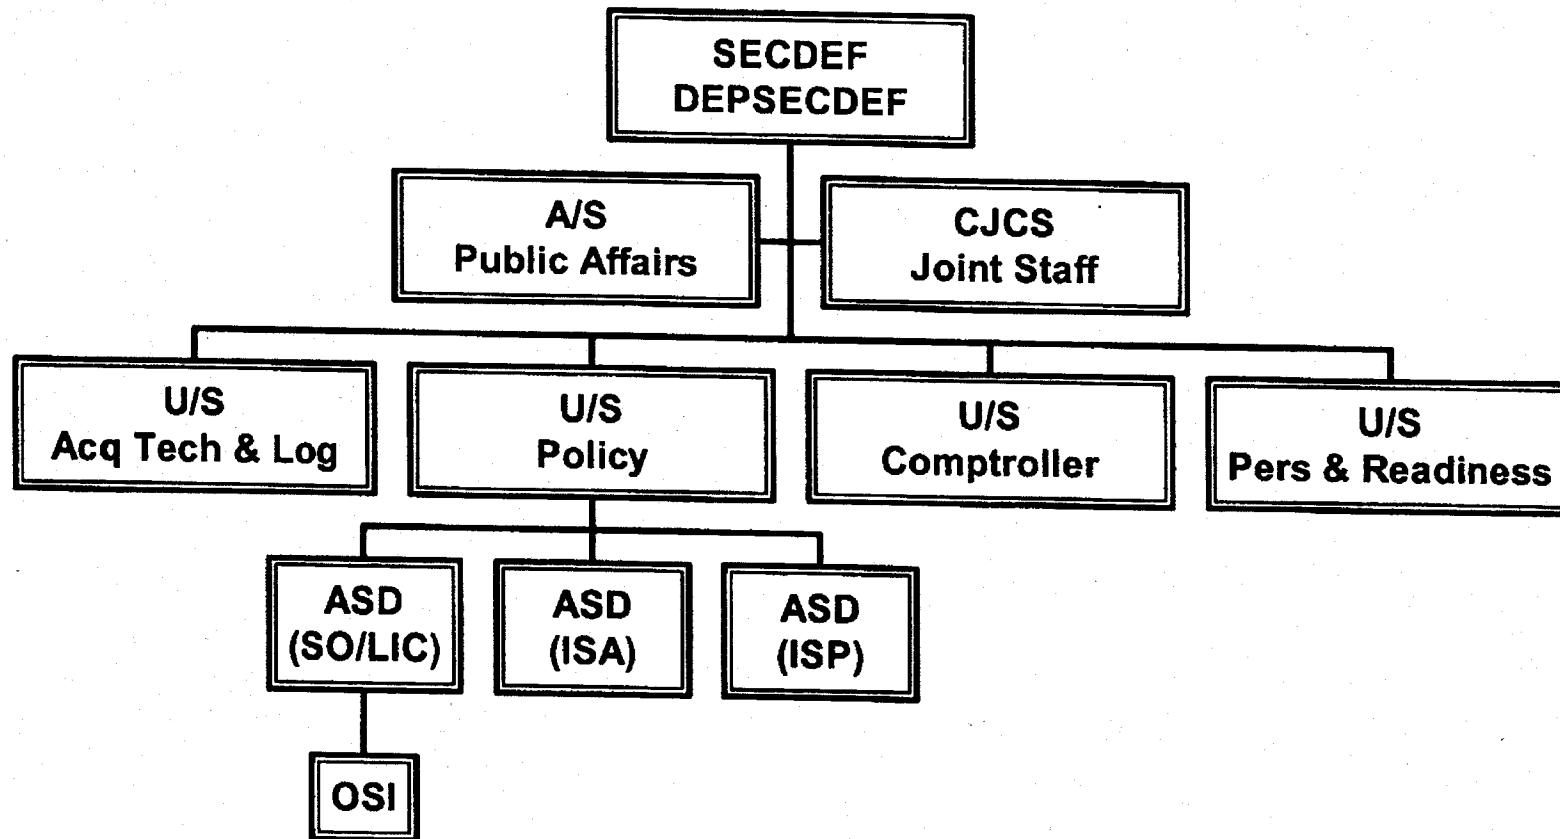 SECDEF
DEPSECDEF
A/S
Public Affairs
CJCS
Joint Staff
U/S
Acq Tech & Log
U/S
Policy
U/S
Comptroller
U/S
Pers & Readiness
ASD
(SO/LIC)
ASD
(ISA)
ASD
(ISP)
OSI